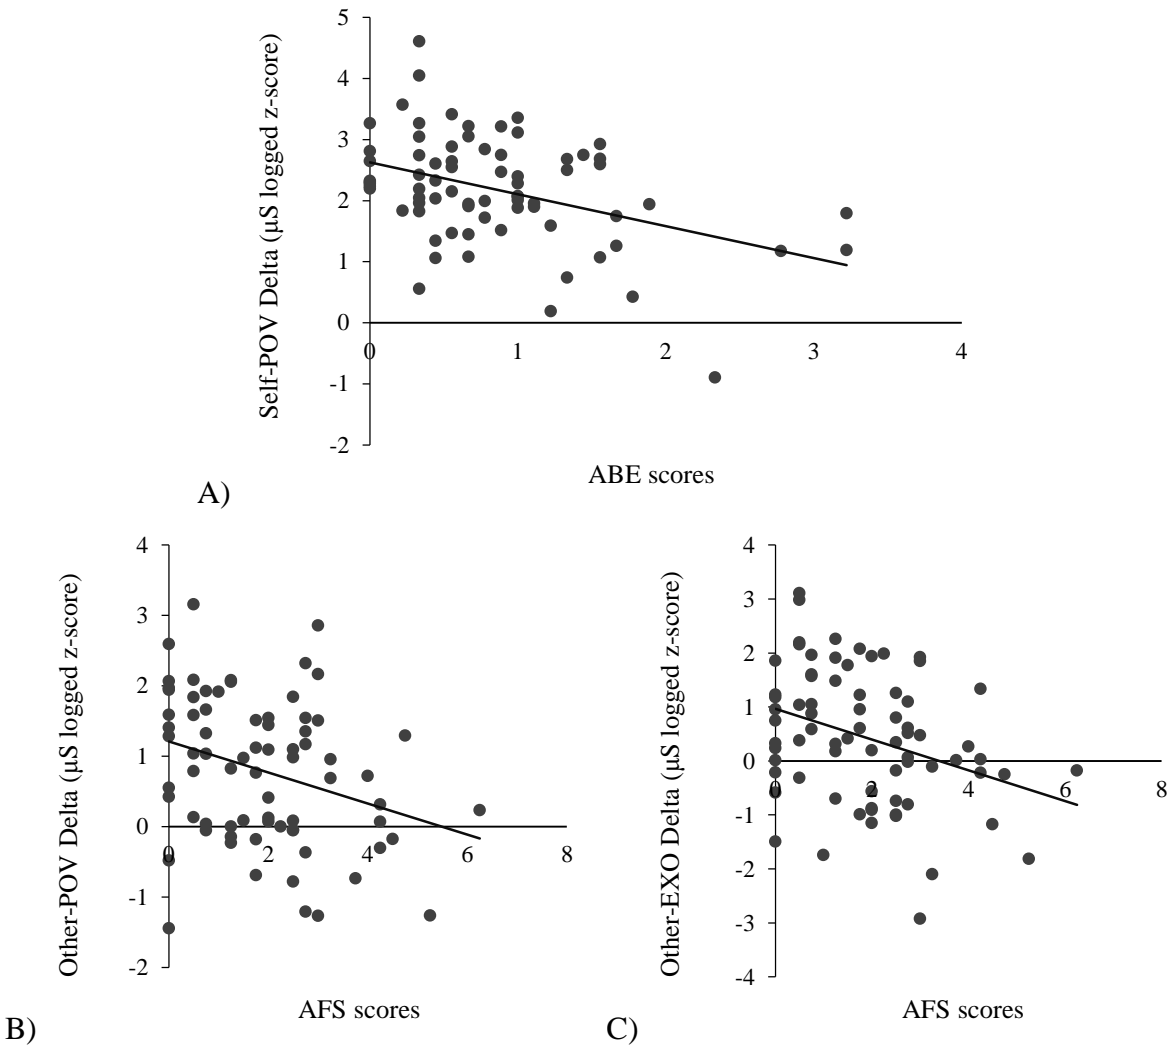 5
4
3
2
1
0
-1
-2
0 1 2 3 4
Self-POV Delta (µS logged z-score)
ABE scores
A)
4
3
2
1
0
-1
-2
0 2 4 6 8
Other-POV Delta (µS logged z-score)
AFS scores
B)
4
3
2
1
0
-1
-2
-3
-4
0 2 4 6 8
Other-EXO Delta (µS logged z-score)
AFS scores
C)